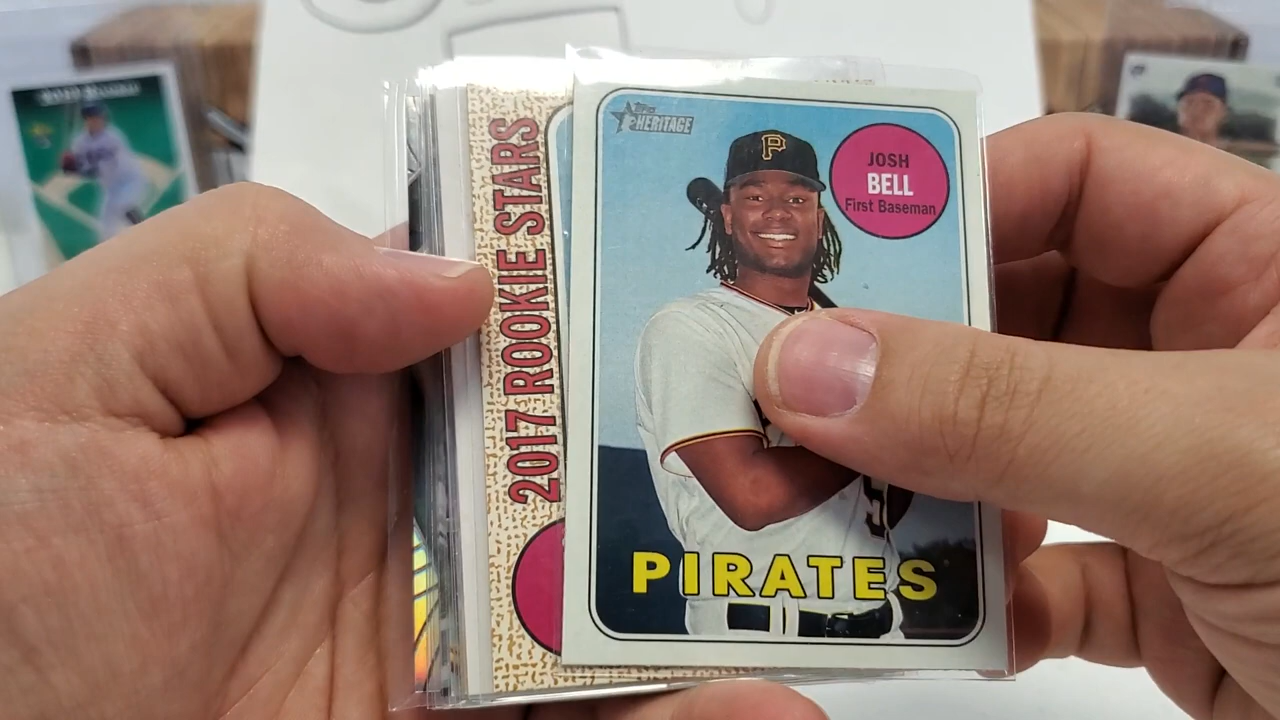 Topps
HERITAGE
JOSH
BELL
First Baseman
2017 ROOKIE STARS
PIRATES